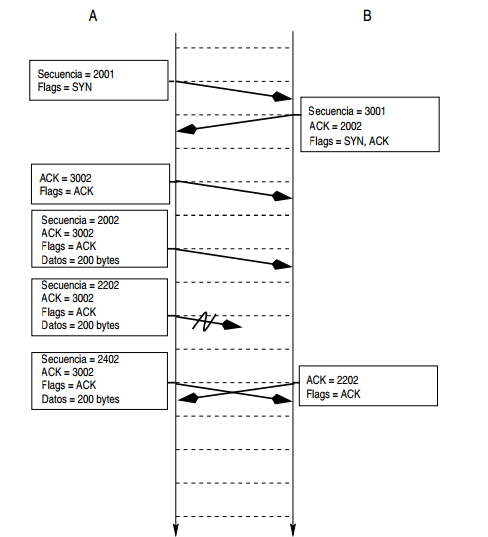 A
B
Secuencia = 2001
Flags = SYN
Secuencia = 3001
ACK = 2002
Flags = SYN, ACK
ACK = 3002
Flags = ACK
Secuencia = 2002
ACK = 3002
Flags = ACK
Datos = 200 bytes
Secuencia = 2202
ACK = 3002
Flags = ACK
Datos = 200 bytes
Secuencia = 2402
ACK = 3002
Flags = ACK
Datos = 200 bytes
ACK = 2202
Flags = ACK